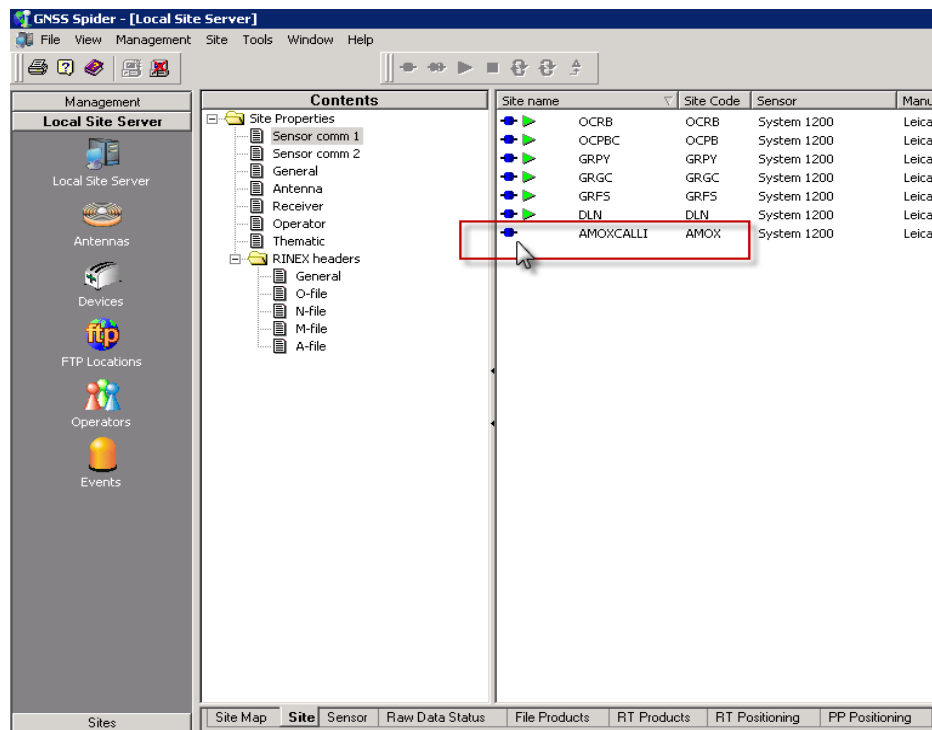 GNSS Spider - [Local Site Server]
File View Management Site Tools Window Help
Management
Local Site Server
Local Site Server
Antennas
Devices
ftp
FTP Locations
Operators
Events
Sites
Contents
Site Properties
Sensor comm 1
Sensor comm 2
General
Antenna
Receiver
Operator
Thematic
RINEX headers
General
O-file
N-file
M-file
A-file
Site name Site Code Sensor Manu
OCRB OCRB System 1200 Leica
OCPBC OCPB System 1200 Leica
GRPY GRPY System 1200 Leica
GRGC GRGC System 1200 Leica
GRFS GRFS System 1200 Leica
DLN DLN System 1200 Leica
AMOXCALLI AMOX System 1200 Leica
Site Map Site Sensor Raw Data Status File Products RT Products RT Positioning PP Positioning